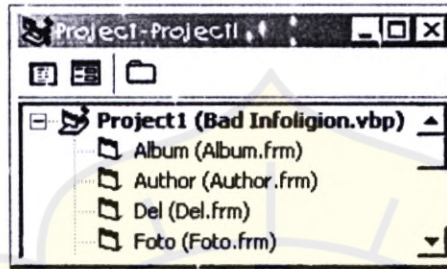 Project - Project1
Project1 (Bad Infoligion.vbp)
Album (Album.frm)
Author (Author.frm)
Del (Del.frm)
Foto (Foto.frm)